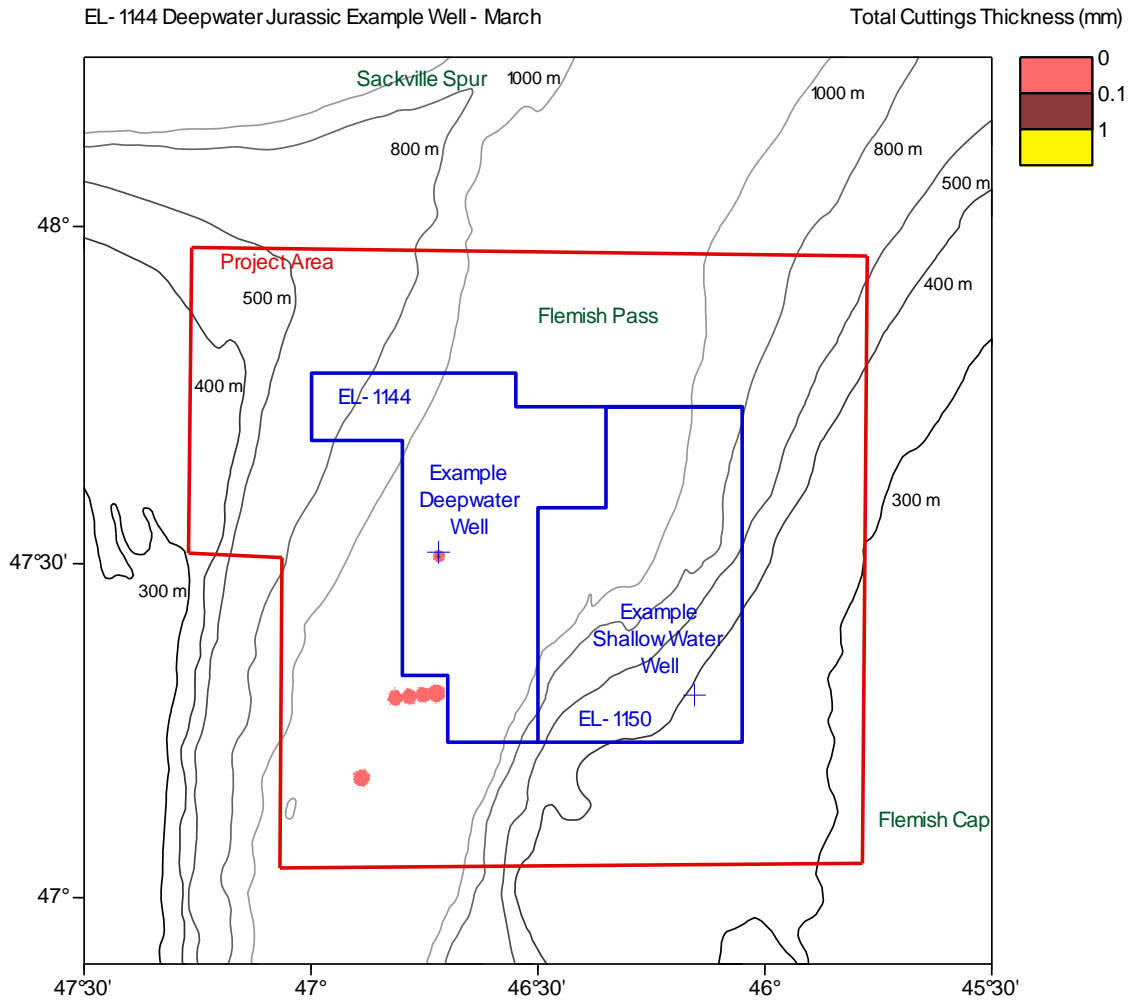 EL-1144 Deepwater Jurassic Example Well - March
Total Cuttings Thickness (mm)
0
0.1
1
Sackville Spur
1000 m
1000 m
800 m
800 m
500 m
48°
Project Area
500 m
400 m
Flemish Pass
400 m
EL-1144
Example
Deepwater
Well
300 m
47°30'
300 m
Example
Shallow Water
Well
EL-1150
Flemish Cap
47°
47°30'
47°
46°30'
46°
45°30'